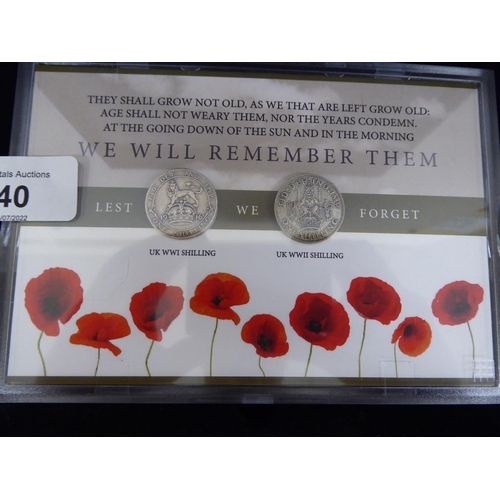 THEY SHALL GROW NOT OLD, AS WE THAT ARE LEFT GROW OLD:
AGE SHALL NOT WEARY THEM, NOR THE YEARS CONDEMN.
AT THE GOING DOWN OF THE SUN AND IN THE MORNING
WE WILL REMEMBER THEM
tals Auctions
40
/07/2022
LEST WE FORGET
UK WWI SHILLING
UK WWII SHILLING